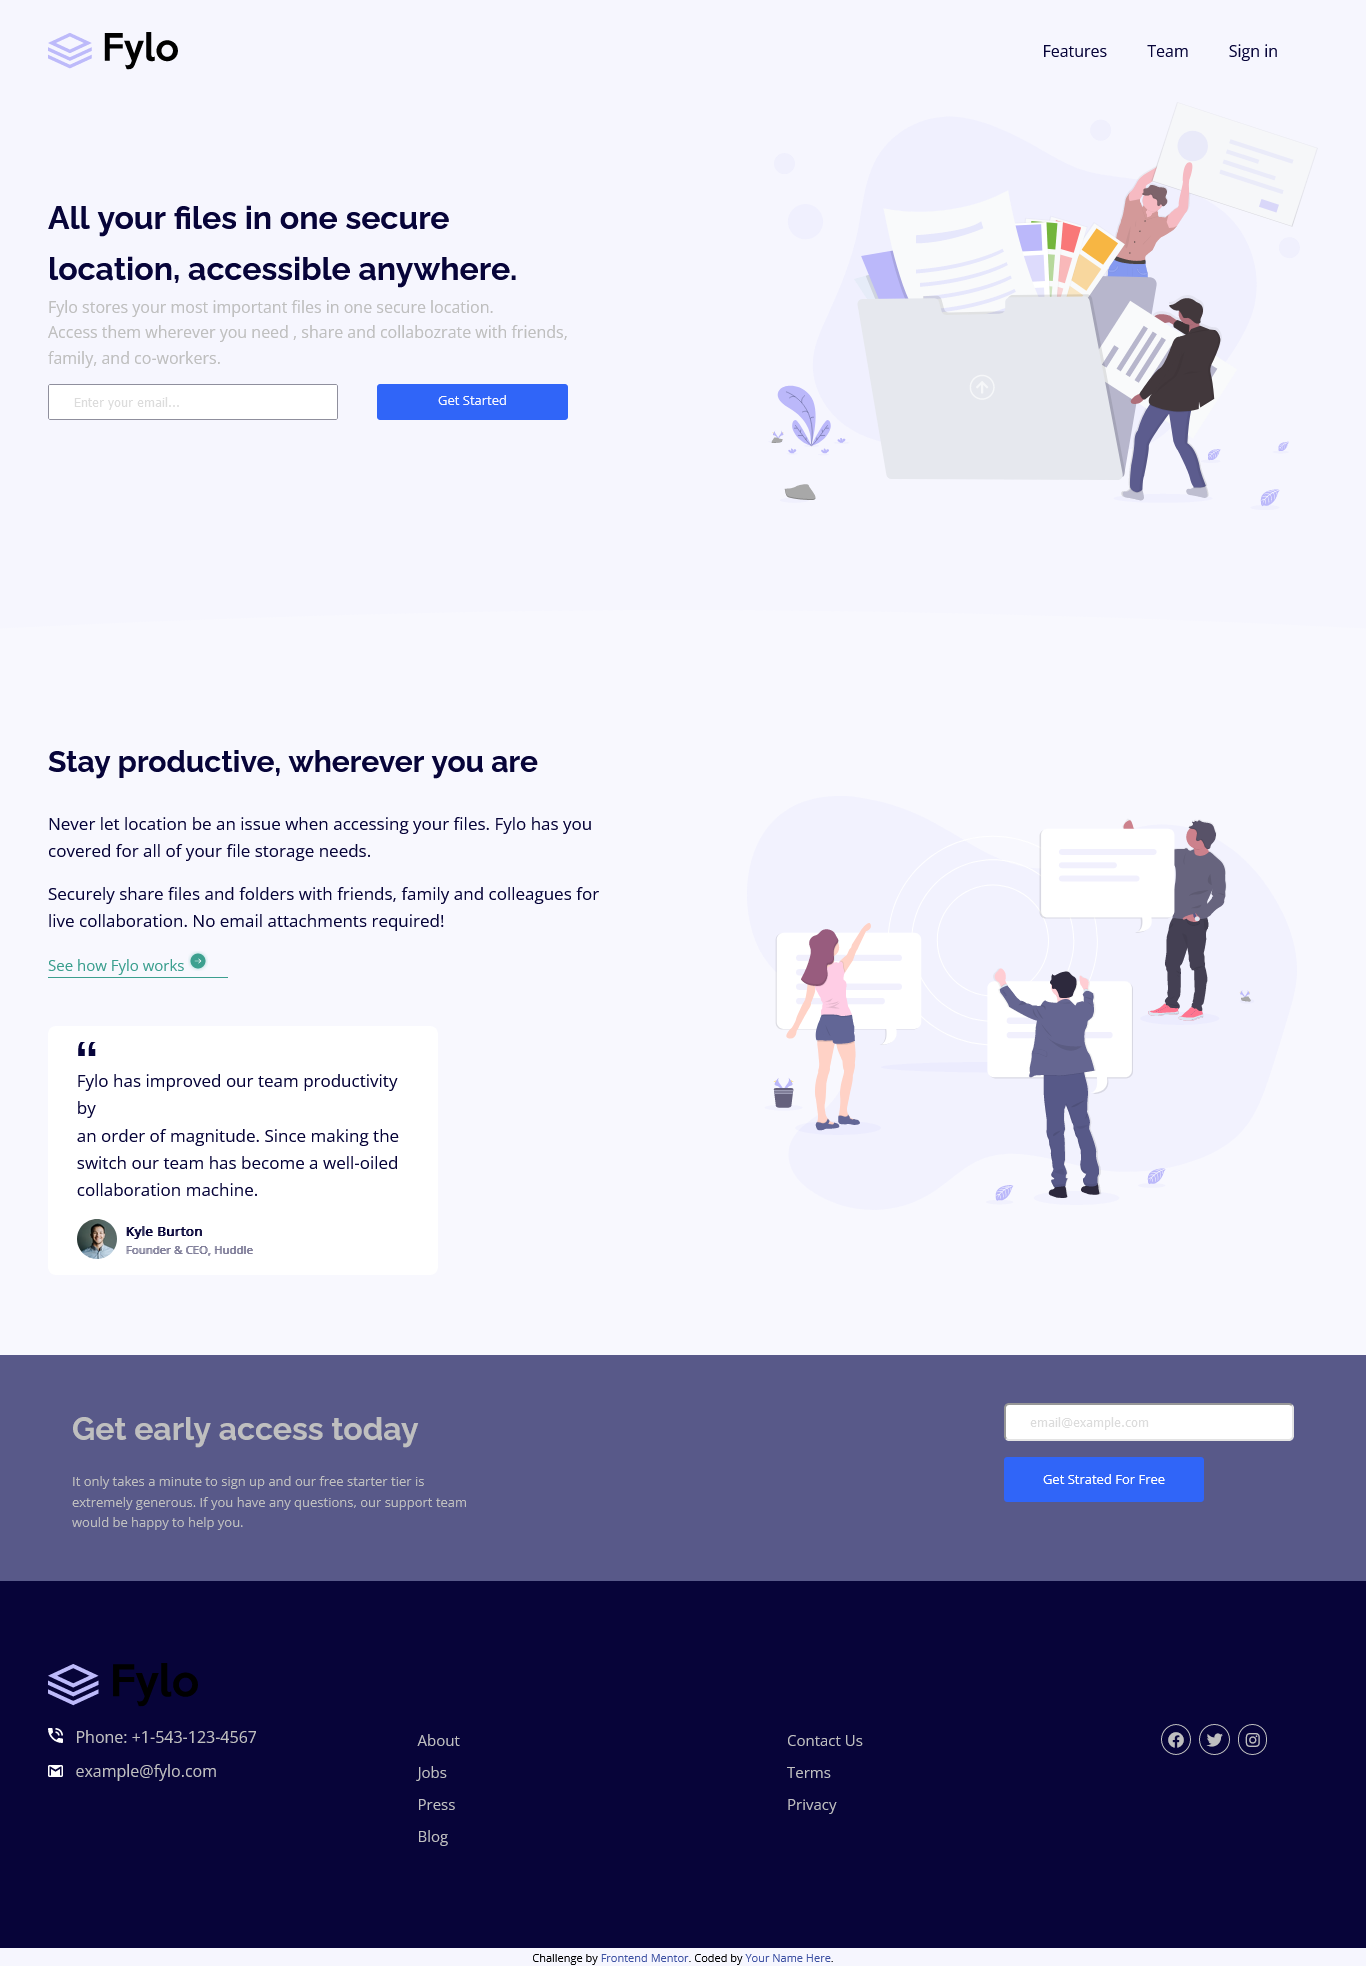 Fylo
Features
Team
Sign in
All your files in one secure
location, accessible anywhere.
Fylo stores your most important files in one secure location.
Access them wherever you need , share and collabozrate with friends,
family, and co-workers.
Enter your email...
Get Started
Stay productive, wherever you are
Never let location be an issue when accessing your files. Fylo has you
covered for all of your file storage needs.
Securely share files and folders with friends, family and colleagues for
live collaboration. No email attachments required!
See how Fylo works
“
Fylo has improved our team productivity
by
an order of magnitude. Since making the
switch our team has become a well-oiled
collaboration machine.
Kyle Burton
Founder & CEO, Huddle
Get early access today
It only takes a minute to sign up and our free starter tier is
extremely generous. If you have any questions, our support team
would be happy to help you.
email@example.com
Get Strated For Free
Fylo
Phone: +1-543-123-4567
example@fylo.com
About
Jobs
Press
Blog
Contact Us
Terms
Privacy
Challenge by Frontend Mentor. Coded by Your Name Here.